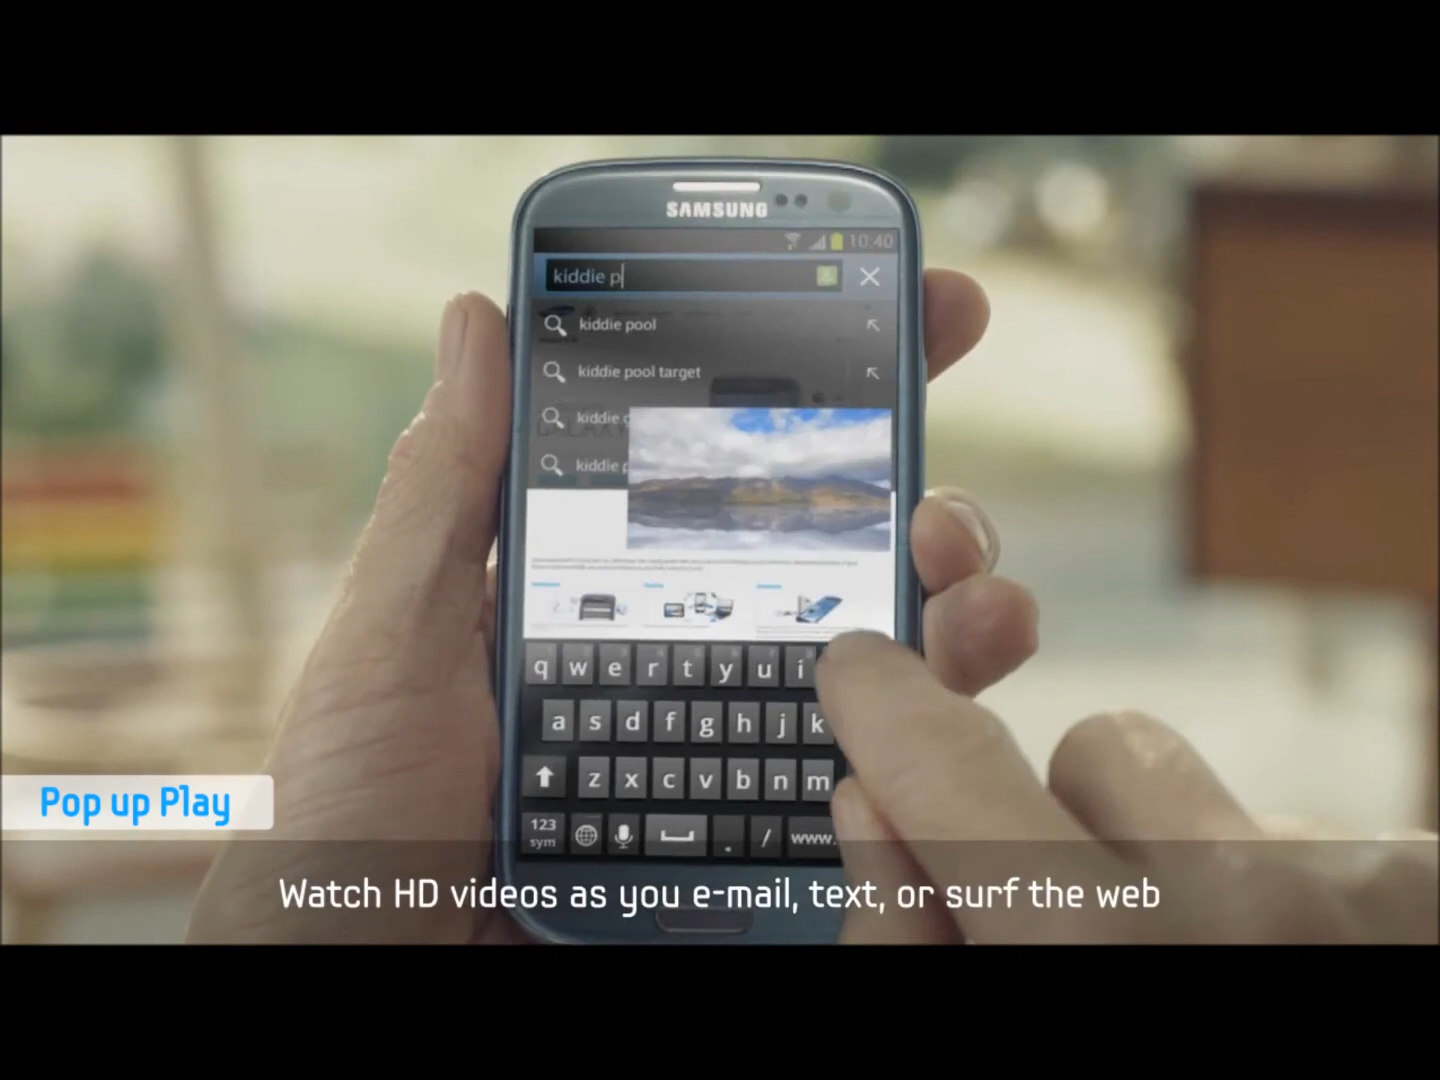 SAMSUNG
10:40
kiddie p
kiddie pool
kiddie pool target
kiddie
kiddie
q w e r t y u i
a s d f g h j k
z x c v b n m
123
sym
. / www.
Pop up Play
Watch HD videos as you e-mail, text, or surf the web